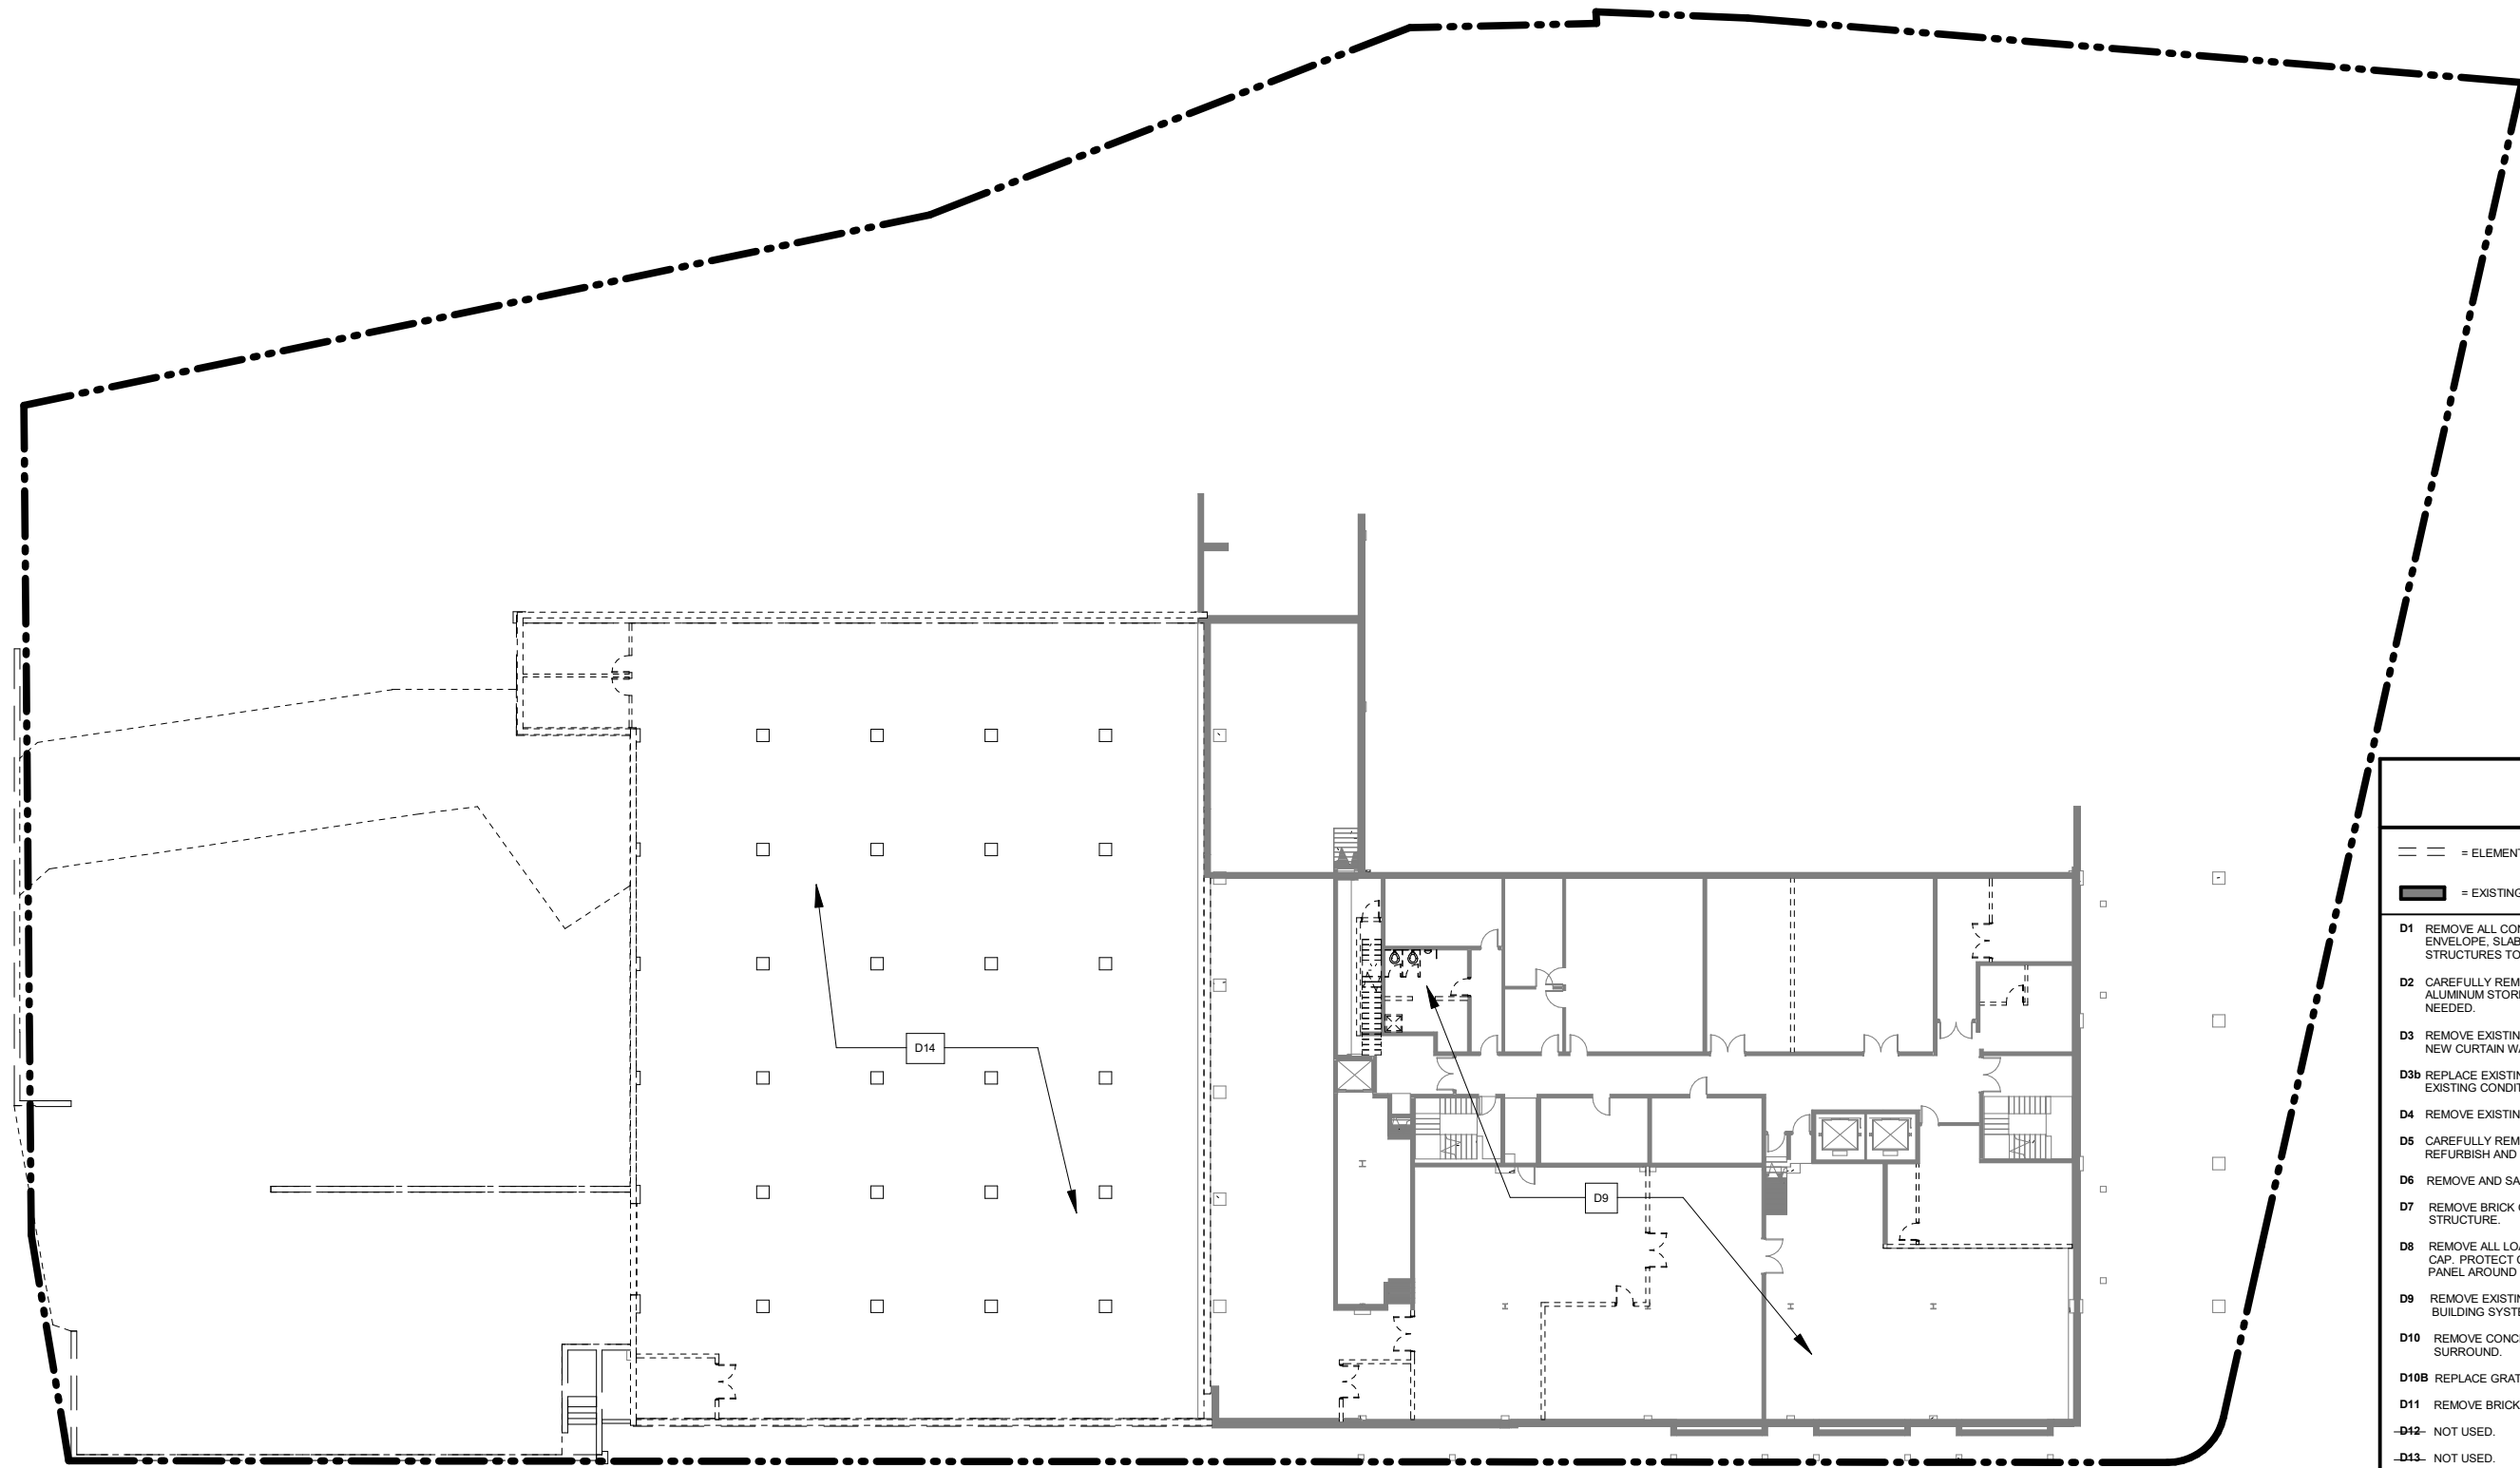 D14
D9
= ELEMENT
= EXISTING
D1 REMOVE ALL CON
ENVELOPE, SLAB
STRUCTURES TO
D2 CAREFULLY REM
ALUMINUM STOR
NEEDED.
D3 REMOVE EXISTIN
NEW CURTAIN WA
D3b REPLACE EXISTIN
EXISTING CONDIT
D4 REMOVE EXISTIN
D5 CAREFULLY REM
REFURBISH AND
D6 REMOVE AND SA
D7 REMOVE BRICK
STRUCTURE.
D8 REMOVE ALL LOA
CAP. PROTECT
PANEL AROUND
D9 REMOVE EXISTIN
BUILDING SYSTE
D10 REMOVE CONC
SURROUND.
D10B REPLACE GRAT
D11 REMOVE BRICK
D12 NOT USED.
D13 NOT USED.